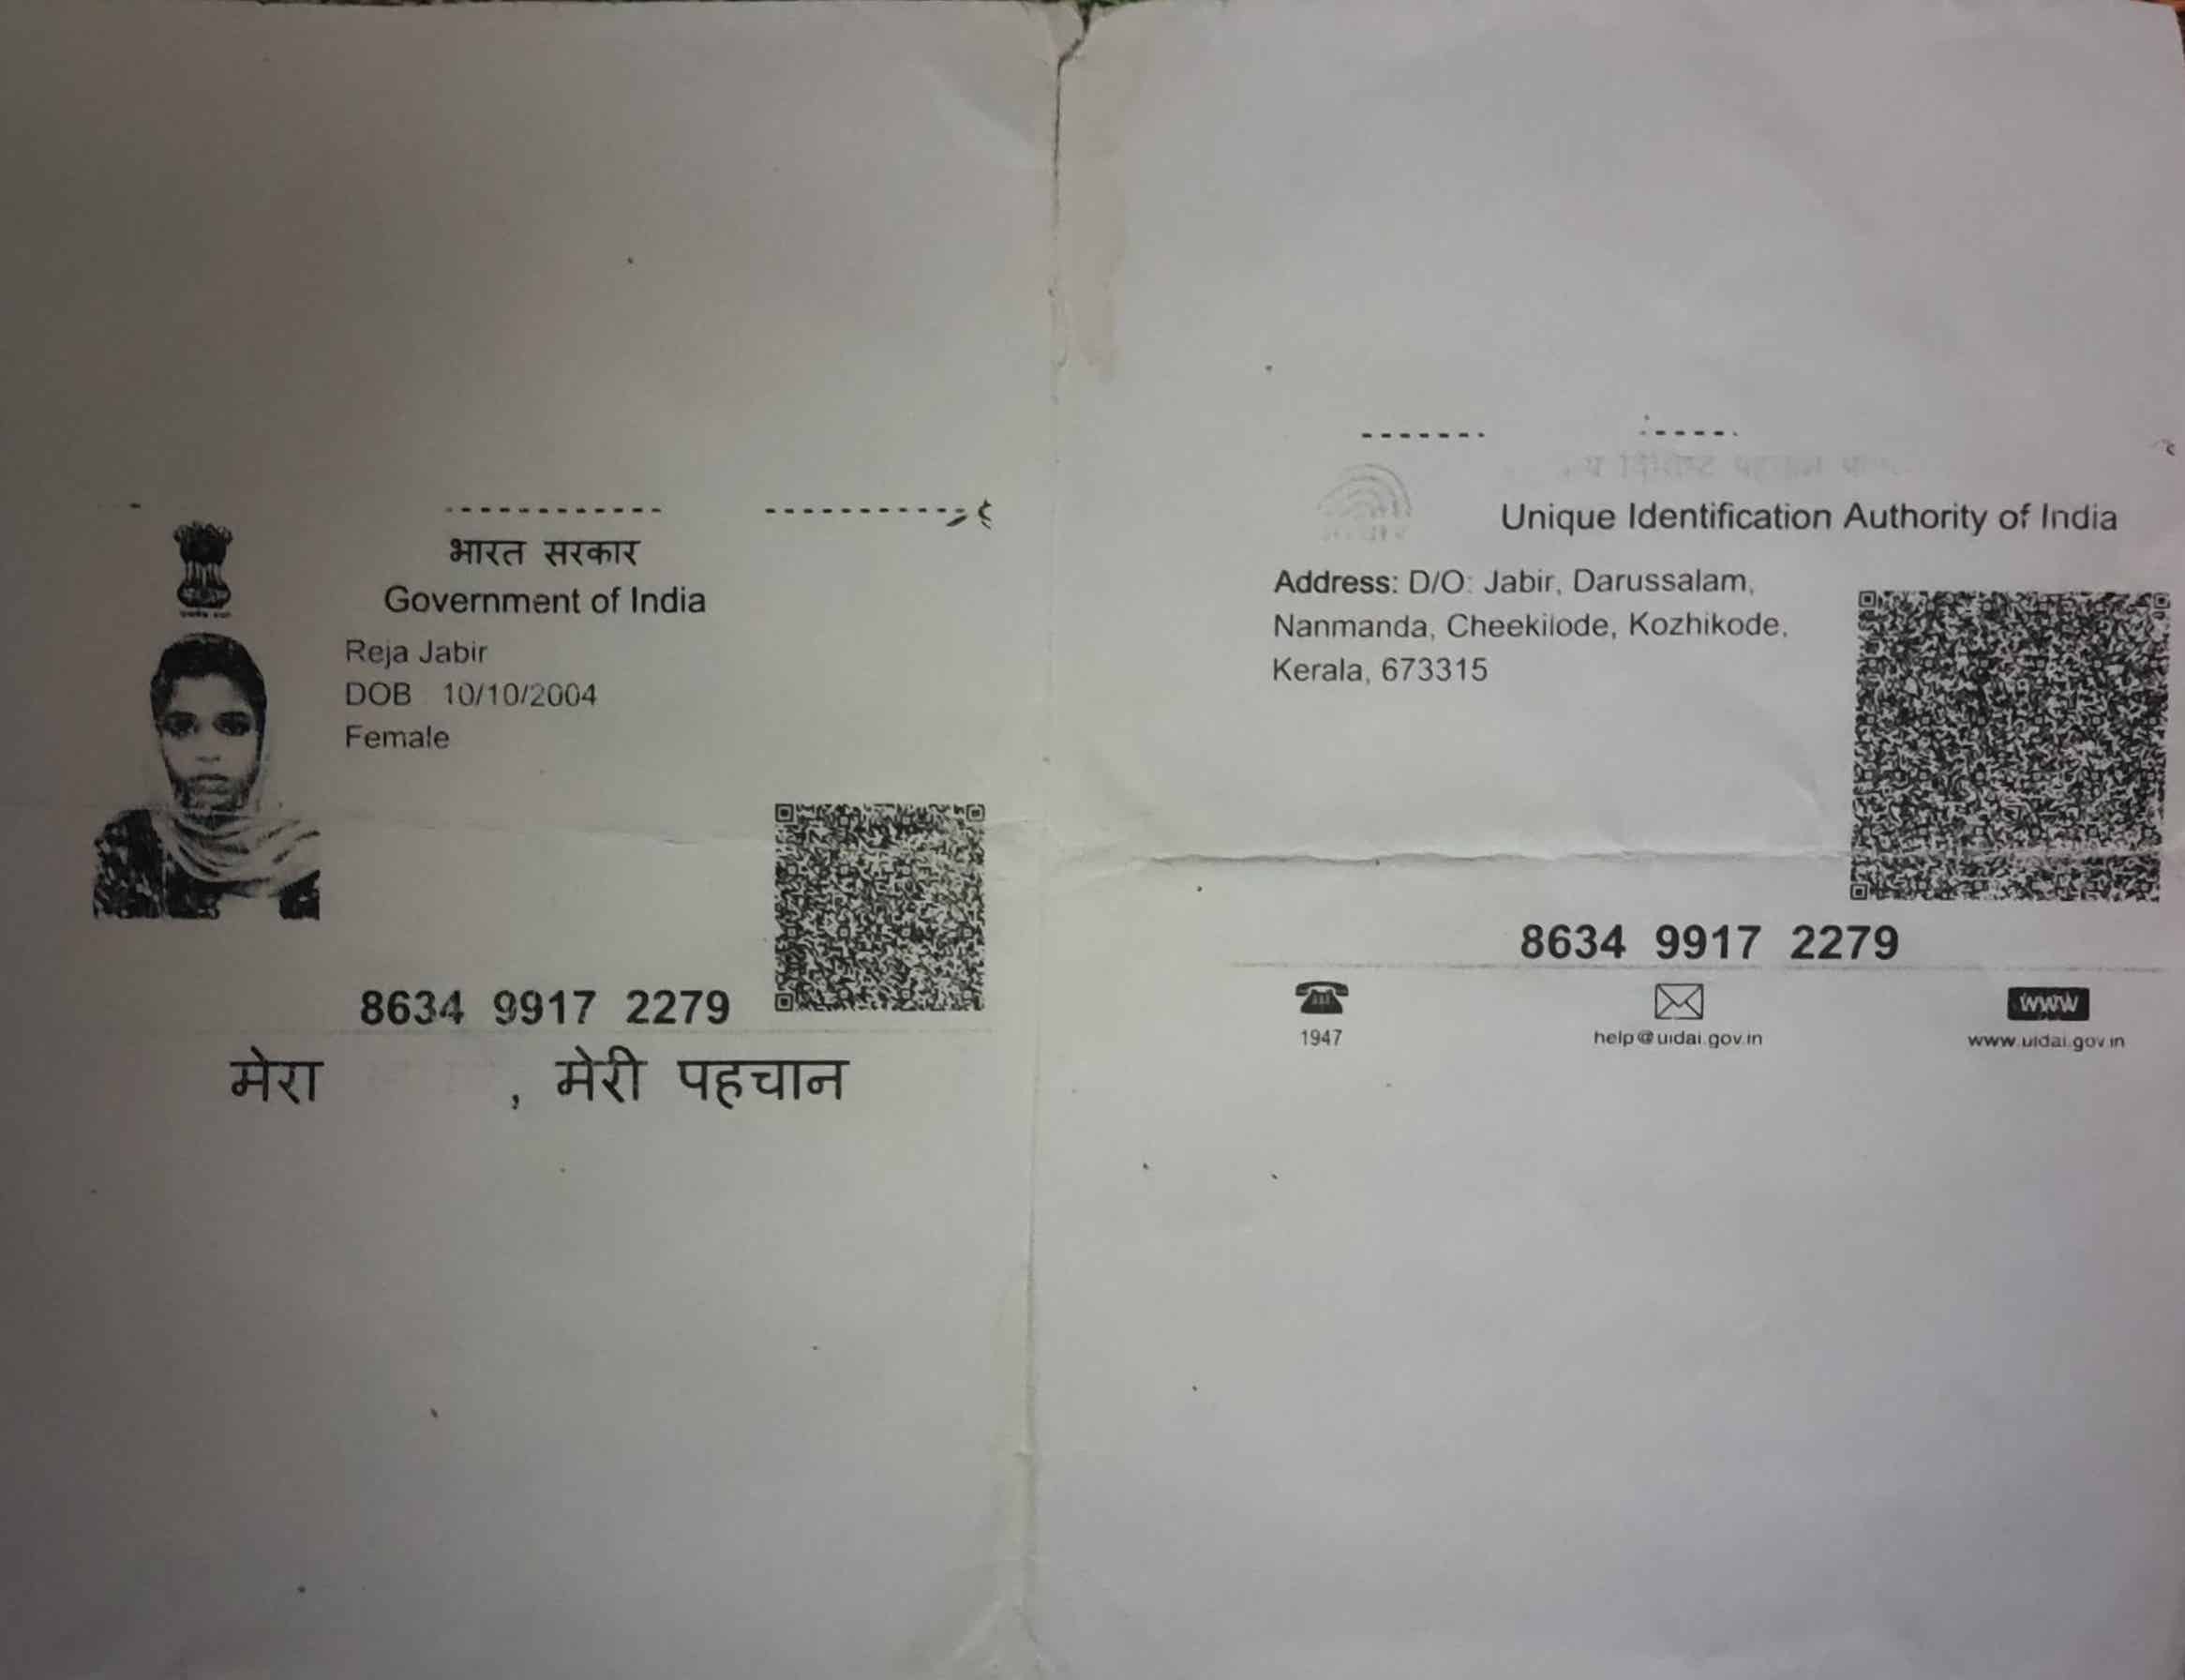 भारत सरकार
Government of India
Reja Jabir
DOB 10/10/2004
Female
8634 9917 2279
मेरा , मेरी पहचान
Unique Identification Authority of India
Address: D/O: Jabir, Darussalam,
Nanmanda, Cheekilode, Kozhikode,
Kerala, 673315
8634 9917 2279
1947
help@uidai.gov.in
WWW
www.uidai.gov.in